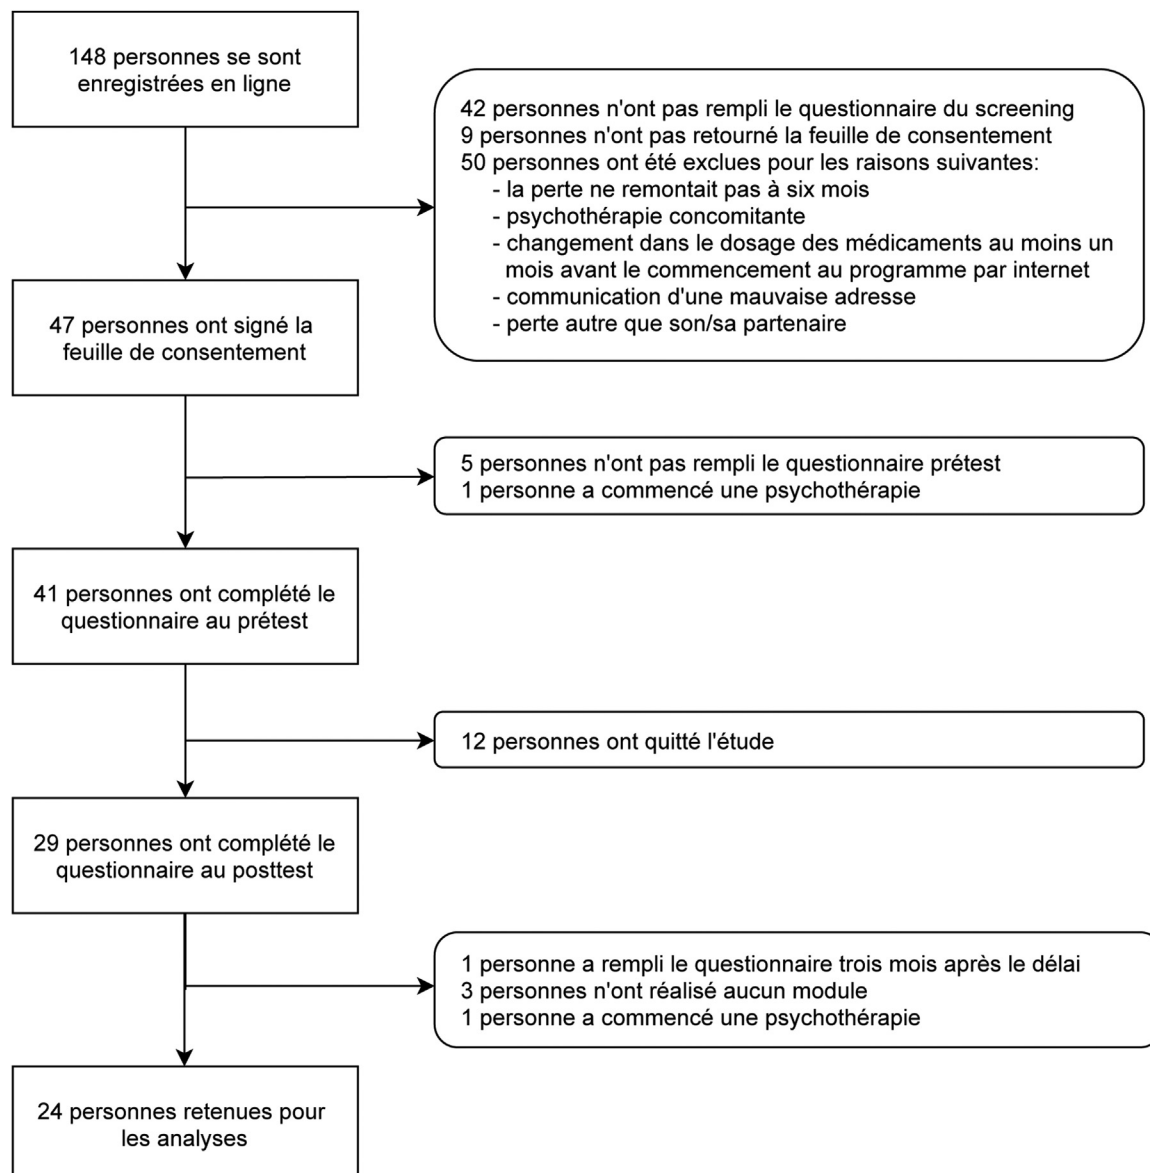 148 personnes se sont
enregistrées en ligne
42 personnes n'ont pas rempli le questionnaire du screening
9 personnes n'ont pas retourné la feuille de consentement
50 personnes ont été exclues pour les raisons suivantes:
- la perte ne remontait pas à six mois
- psychothérapie concomitante
- changement dans le dosage des médicaments au moins un
mois avant le commencement au programme par internet
- communication d'une mauvaise adresse
- perte autre que son/sa partenaire
47 personnes ont signé la
feuille de consentement
5 personnes n'ont pas rempli le questionnaire prétest
1 personne a commencé une psychothérapie
41 personnes ont complété le
questionnaire au prétest
12 personnes ont quitté l'étude
29 personnes ont complété le
questionnaire au posttest
1 personne a rempli le questionnaire trois mois après le délai
3 personnes n'ont réalisé aucun module
1 personne a commencé une psychothérapie
24 personnes retenues pour
les analyses